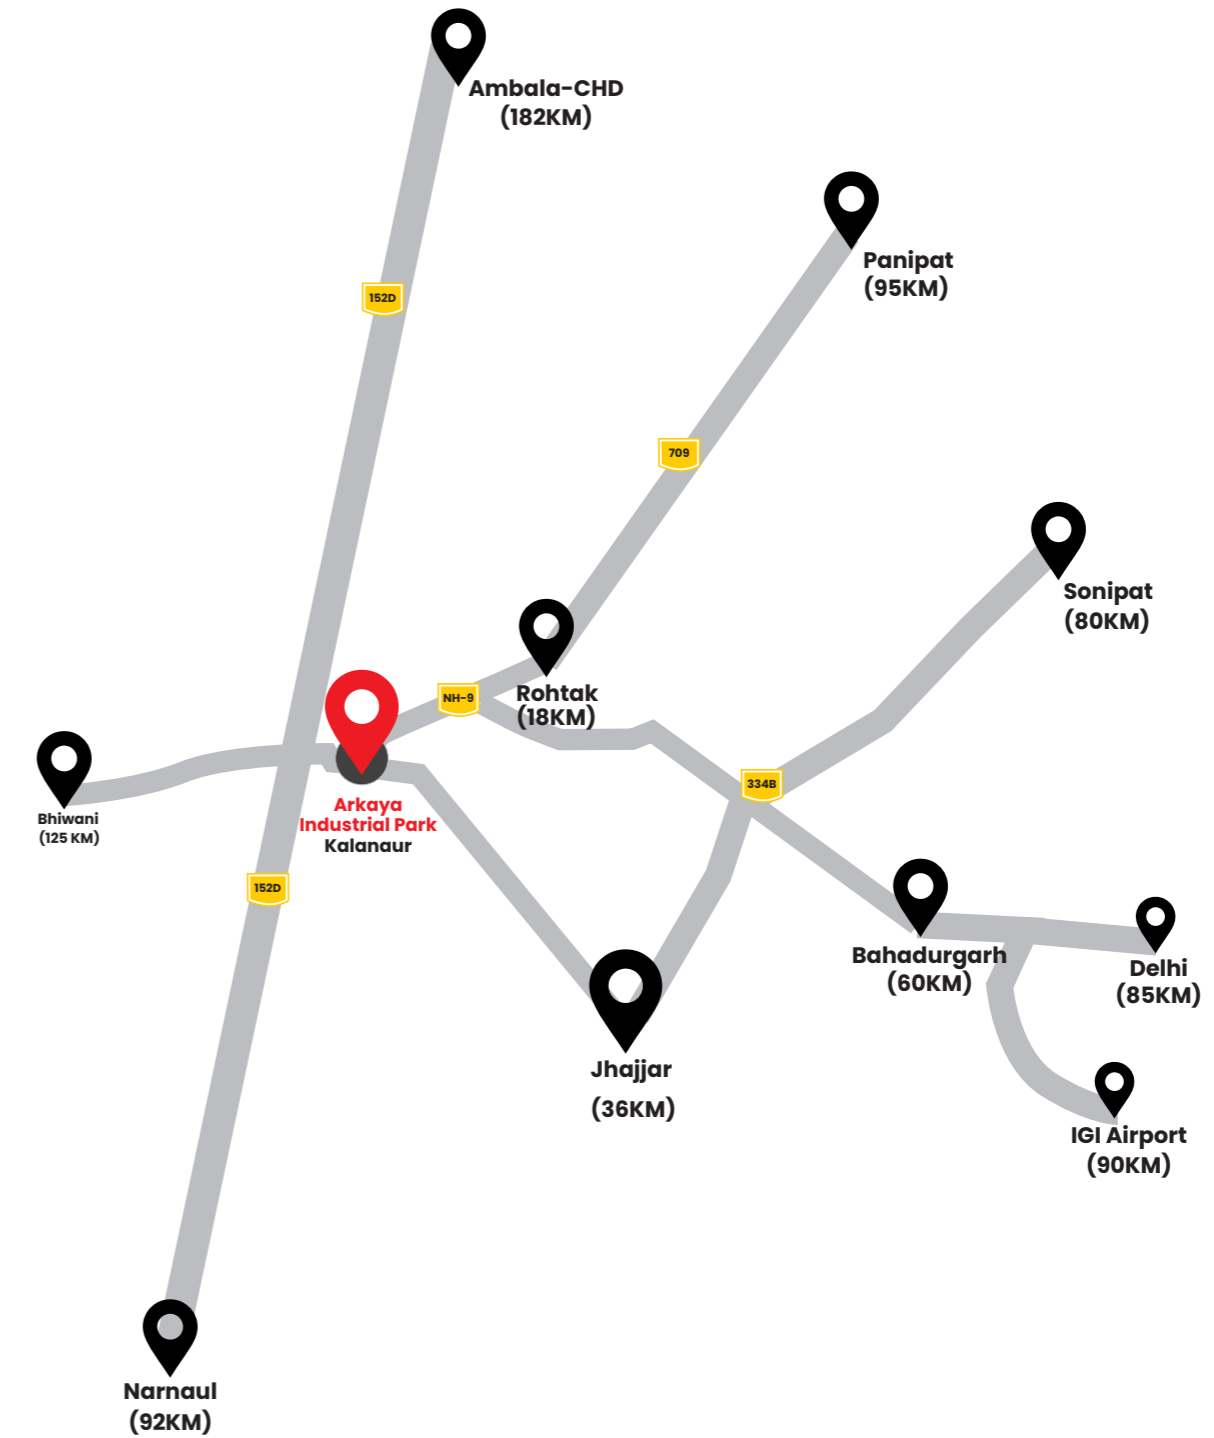 Ambala-CHD
(182KM)
Panipat
(95KM)
152D
709
Sonipat
(80KM)
NH-9
Rohtak
(18KM)
334B
Bhiwani
(125 KM)
Arkaya
Industrial Park
Kalanaur
152D
Bahadurgarh
(60KM)
Delhi
(85KM)
Jhajjar
(36KM)
IGI Airport
(90KM)
Narnaul
(92KM)